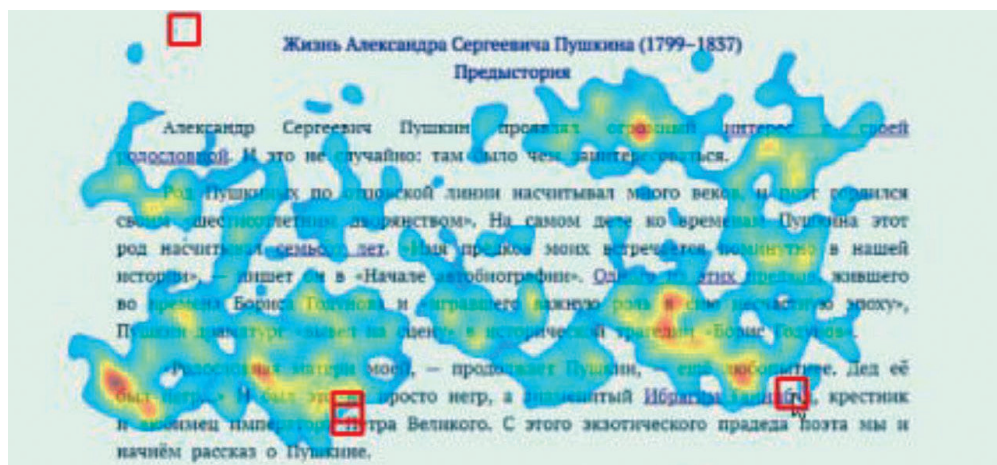 Жизнь Александра Сергеевича Пушкина (1799–1837)
Предыстория
Александр Сергеевич Пушкин проявлял огромный интерес к своей
родословной. И это не случайно: там было чем заинтересоваться.
Род Пушкиных по отцовской линии насчитывал много веков, и поэт гордился
своим «шестисотлетним дворянством». На самом деле ко временам Пушкина этот
род насчитывал семьсот лет. «Имя предков моих встречается поминутно в нашей
истории», — пишет он в «Начале автобиографии». Одного из этих предков, жившего
во времена Бориса Годунова и «игравшего важную роль в сию несчастную эпоху»,
Пушкин-драматург «вывел на сцену» в исторической трагедии «Борис Годунов».
«Родословная матери моей, — продолжает Пушкин, — ещё любопытнее. Дед её
был негр...» И был это не просто негр, а знаменитый Ибрагим Ганнибал, крестник
и любимец императора Петра Великого. С этого экзотического прадеда поэта мы и
начнём рассказ о Пушкине.